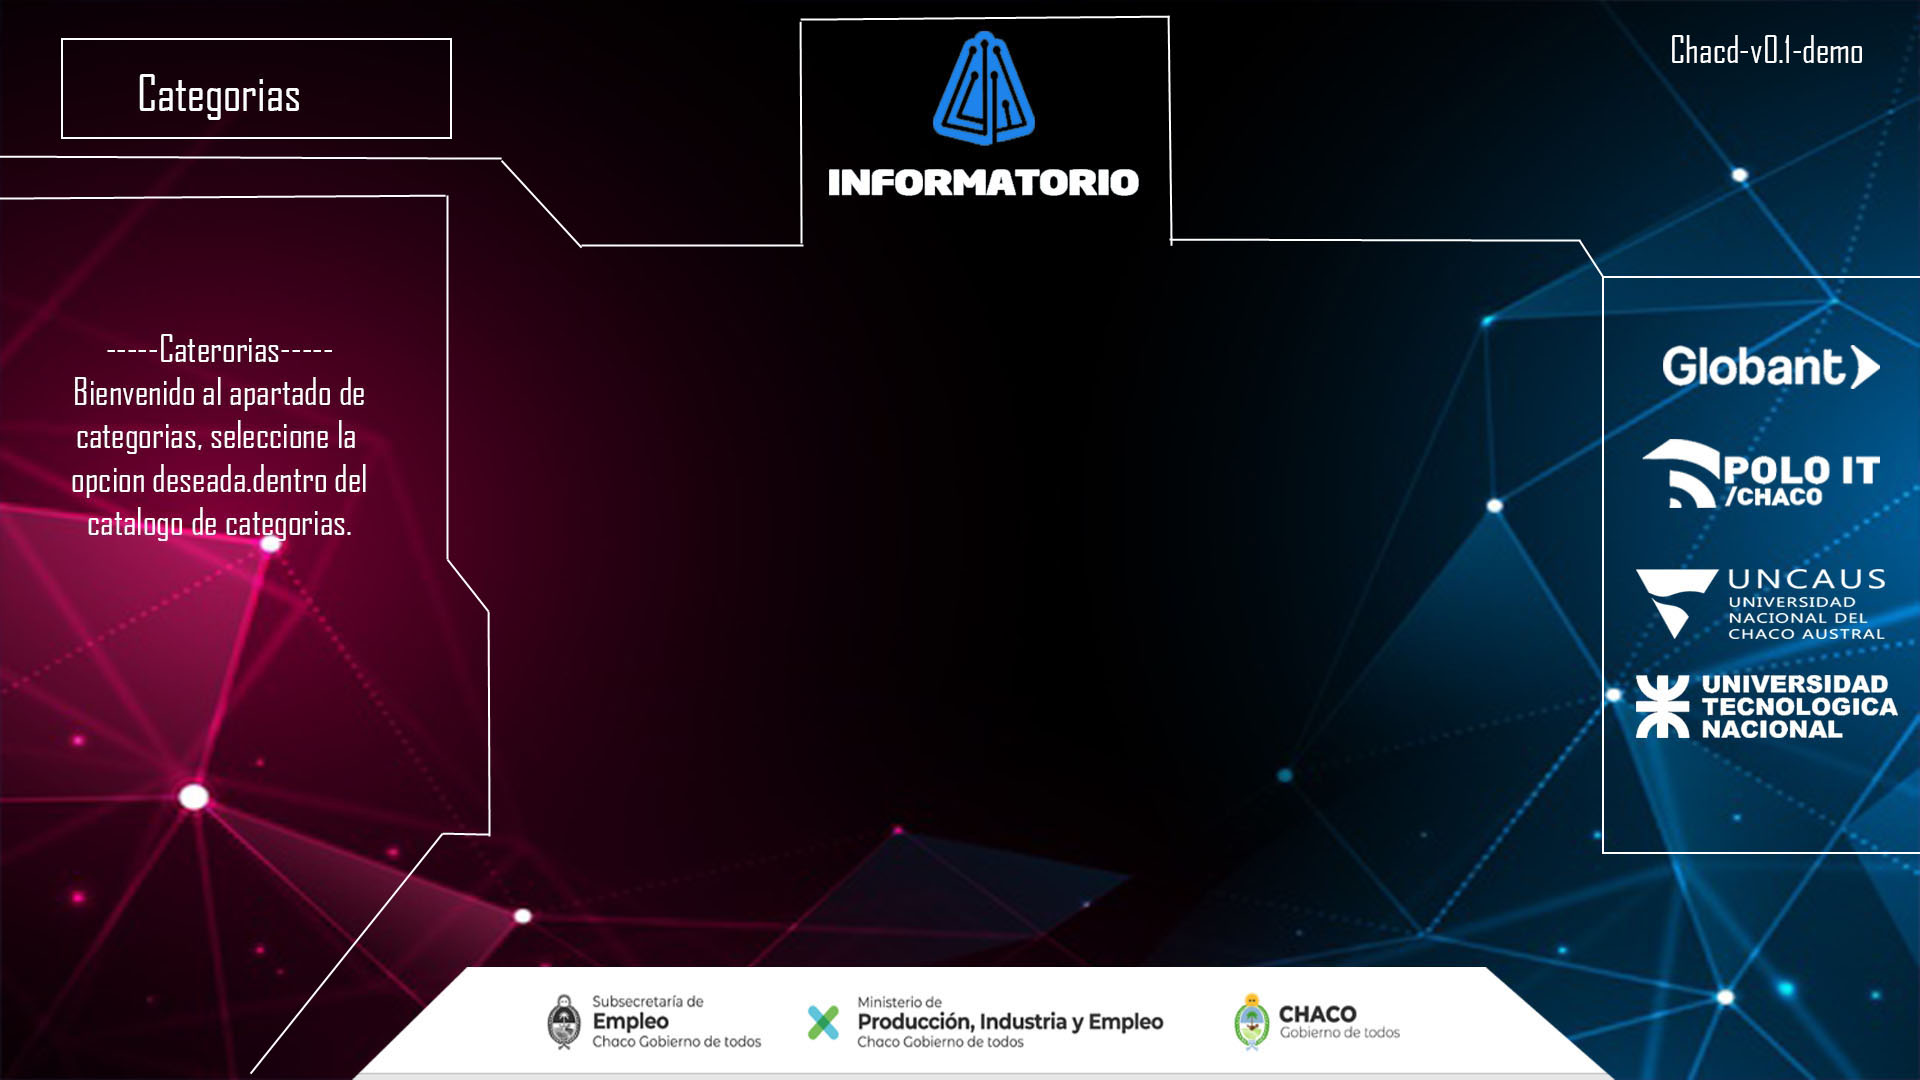 Categorias
INFORMATORIO
Chacd-v0.1-demo
-----Caterorias-----
Bienvenido al apartado de
categorias, seleccione la
opcion deseada.dentro del
catalogo de categorias.
Globant
POLO IT
/CHACO
UNCAUS
UNIVERSIDAD
NACIONAL DEL
CHACO AUSTRAL
UNIVERSIDAD
TECNOLOGICA
NACIONAL
Subsecretaría de
Empleo
Chaco Gobierno de todos
Ministerio de
Producción, Industria y Empleo
Chaco Gobierno de todos
CHACO
Gobierno de todos